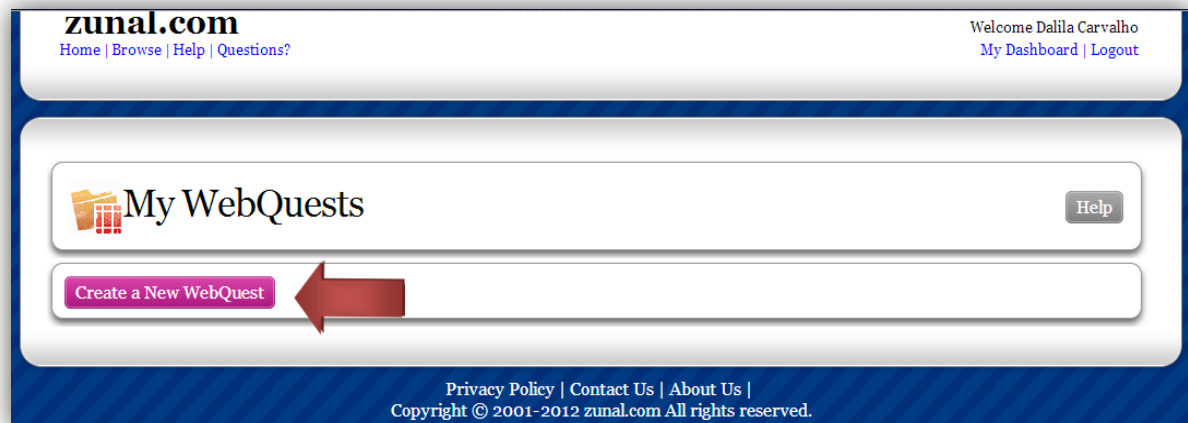 zunal.com
Home | Browse | Help | Questions?
Welcome Dalila Carvalho
My Dashboard | Logout
My WebQuests
Help
Create a New WebQuest
Privacy Policy | Contact Us | About Us |
Copyright © 2001-2012 zunal.com All rights reserved.